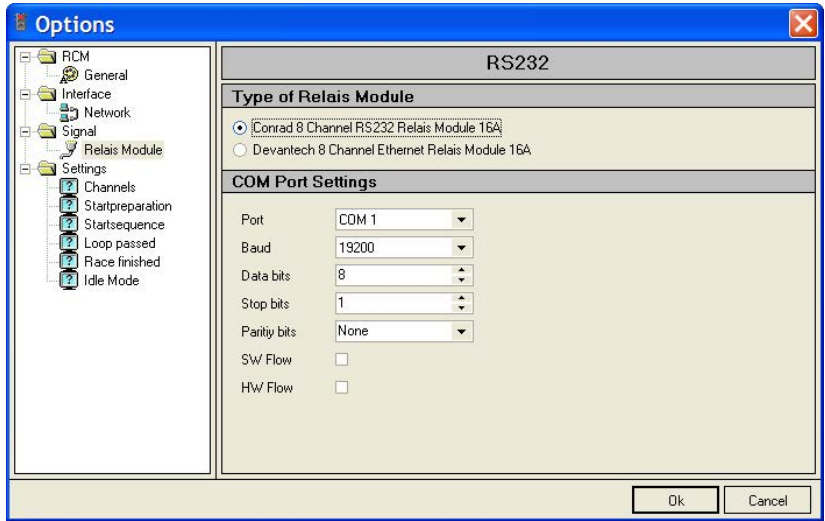 Options
RCM
General
Interface
Network
Signal
Relais Module
Settings
Channels
Startpreparation
Startsequence
Loop passed
Race finished
Idle Mode
RS232
Type of Relais Module
Conrad 8 Channel RS232 Relais Module 16A
Devantech 8 Channel Ethernet Relais Module 16A
COM Port Settings
Port COM 1
Baud 19200
Data bits 8
Stop bits 1
Paritiy bits None
SW Flow
HW Flow
Ok Cancel